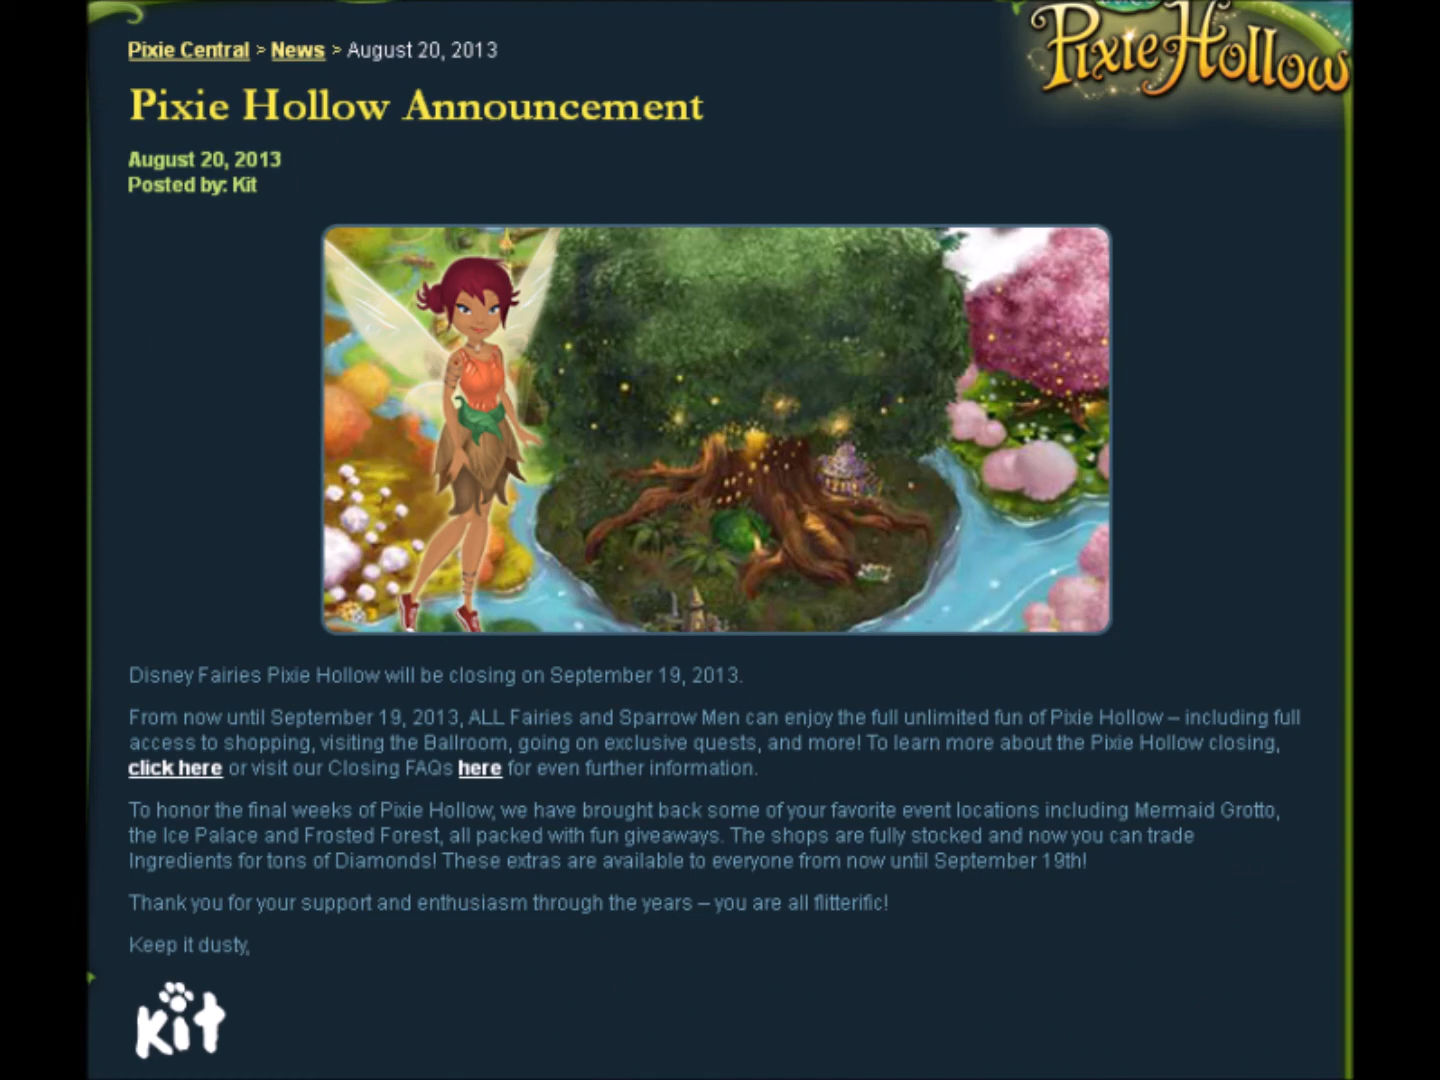 Pixie Hollow
Pixie Central > News > August 20, 2013
Pixie Hollow Announcement
August 20, 2013
Posted by: Kit
Disney Fairies Pixie Hollow will be closing on September 19, 2013.
From now until September 19, 2013, ALL Fairies and Sparrow Men can enjoy the full unlimited fun of Pixie Hollow – including full
access to shopping, visiting the Ballroom, going on exclusive quests, and more! To learn more about the Pixie Hollow closing,
click here or visit our Closing FAQs here for even further information.
To honor the final weeks of Pixie Hollow, we have brought back some of your favorite event locations including Mermaid Grotto,
the Ice Palace and Frosted Forest, all packed with fun giveaways. The shops are fully stocked and now you can trade
Ingredients for tons of Diamonds! These extras are available to everyone from now until September 19th!
Thank you for your support and enthusiasm through the years – you are all flitterific!
Keep it dusty,
Kit